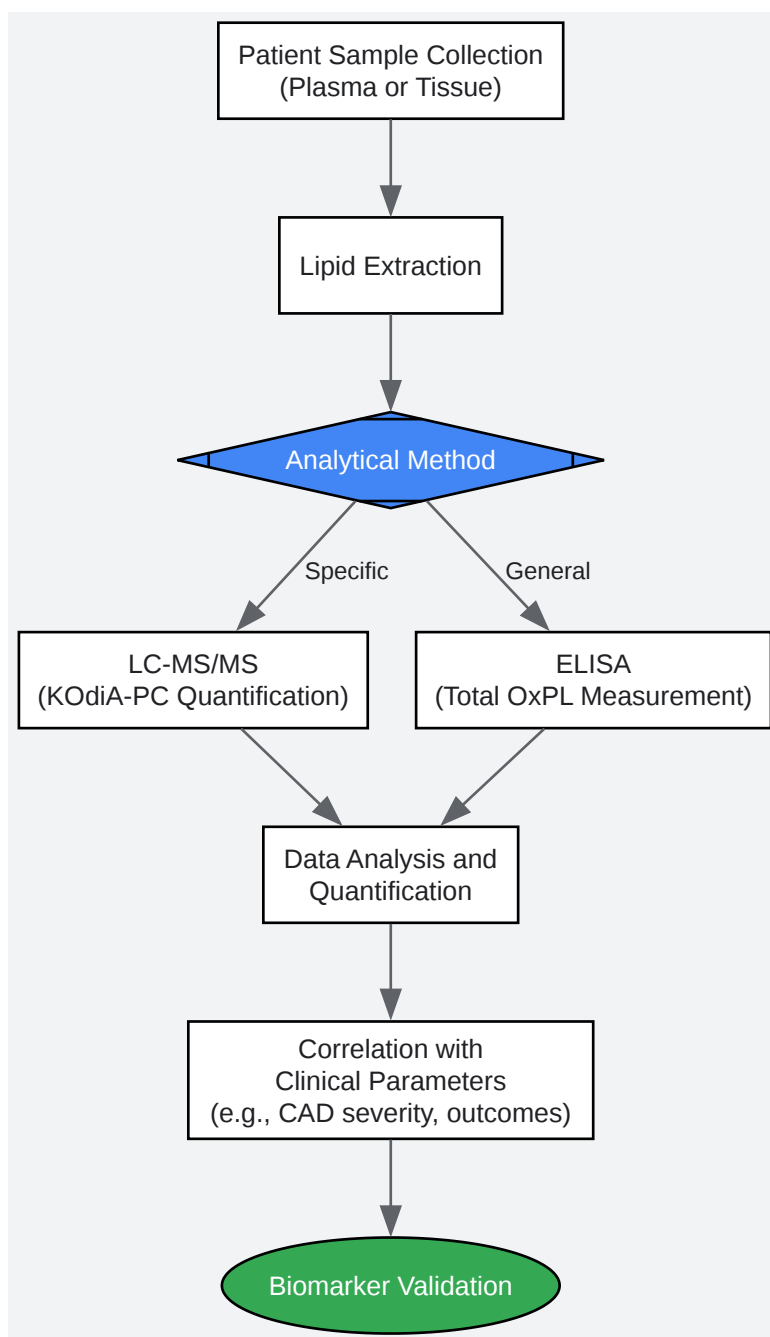 Patient Sample Collection
(Plasma or Tissue)
Lipid Extraction
Analytical Method
Specific
General
LC-MS/MS
(KOdiA-PC Quantification)
ELISA
(Total OxPL Measurement)
Data Analysis and
Quantification
Correlation with
Clinical Parameters
(e.g., CAD severity, outcomes)
Biomarker Validation